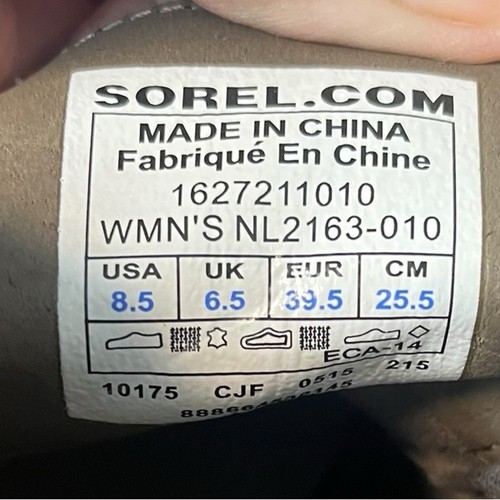 SOREL.COM
MADE IN CHINA
Fabriqué En Chine
1627211010
WMN'S NL2163-010
USA UK EUR CM
8.5 6.5 39.5 25.5
ECA-14
10175 CJF 0515 215